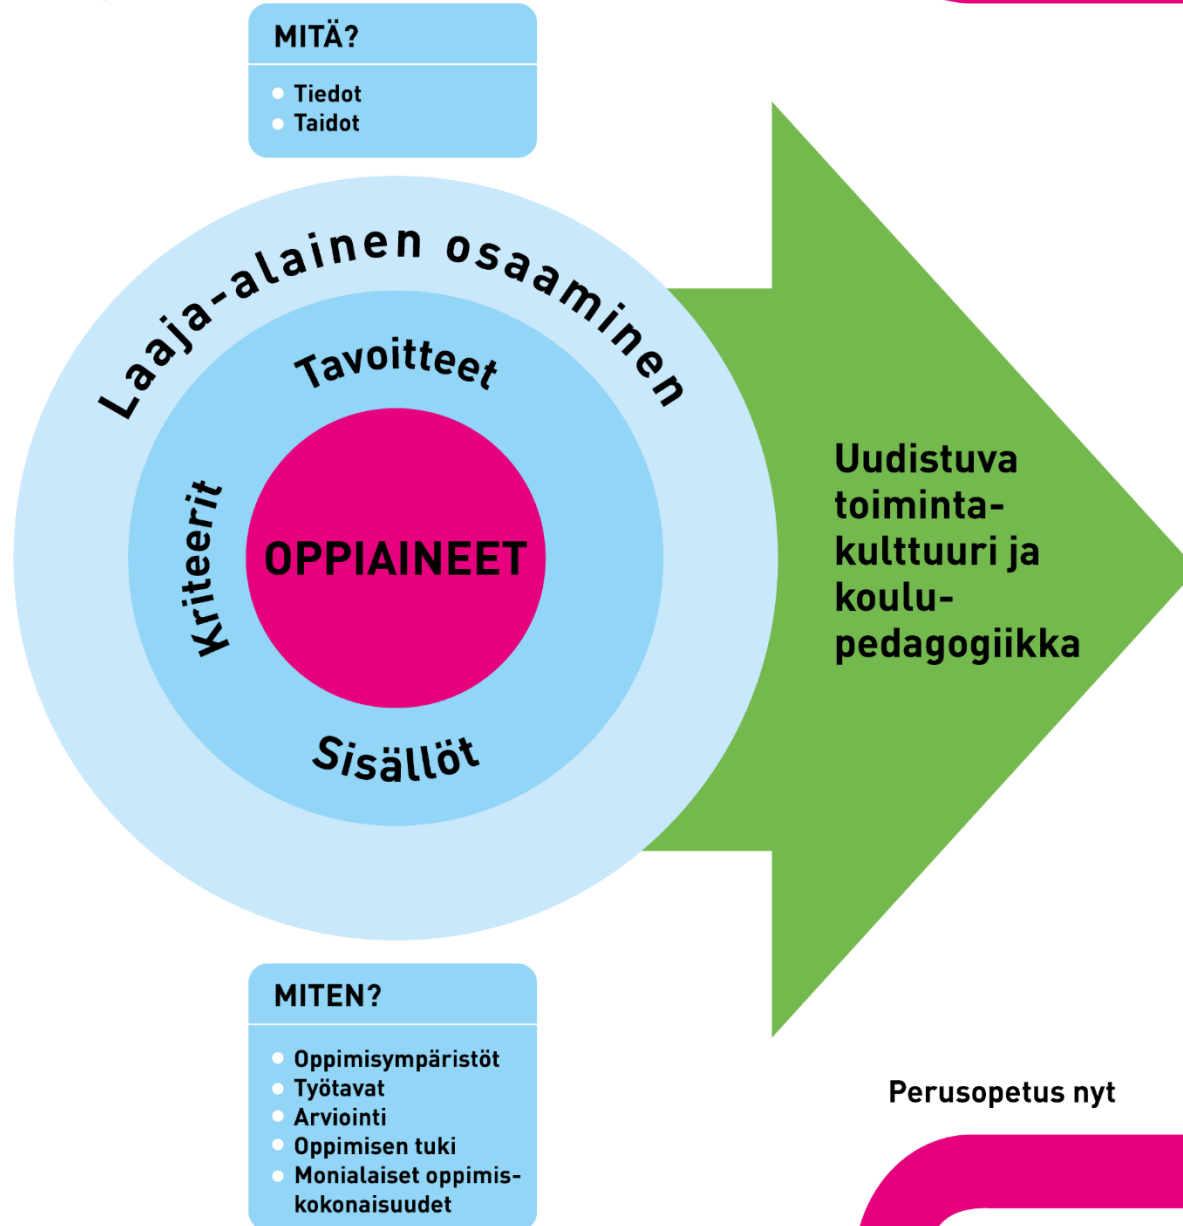 MITÄ?
Tiedot
Taidot
Laaja-alainen osaaminen
Tavoitteet
Kriteerit
OPPIAINEET
Sisällöt
Uudistuva
toiminta-
kulttuuri ja
koulu-
pedagogiikka
MITEN?
Oppimisympäristöt
Työtavat
Arviointi
Oppimisen tuki
Monialaiset oppimis-
kokonaisuudet
Perusopetus nyt